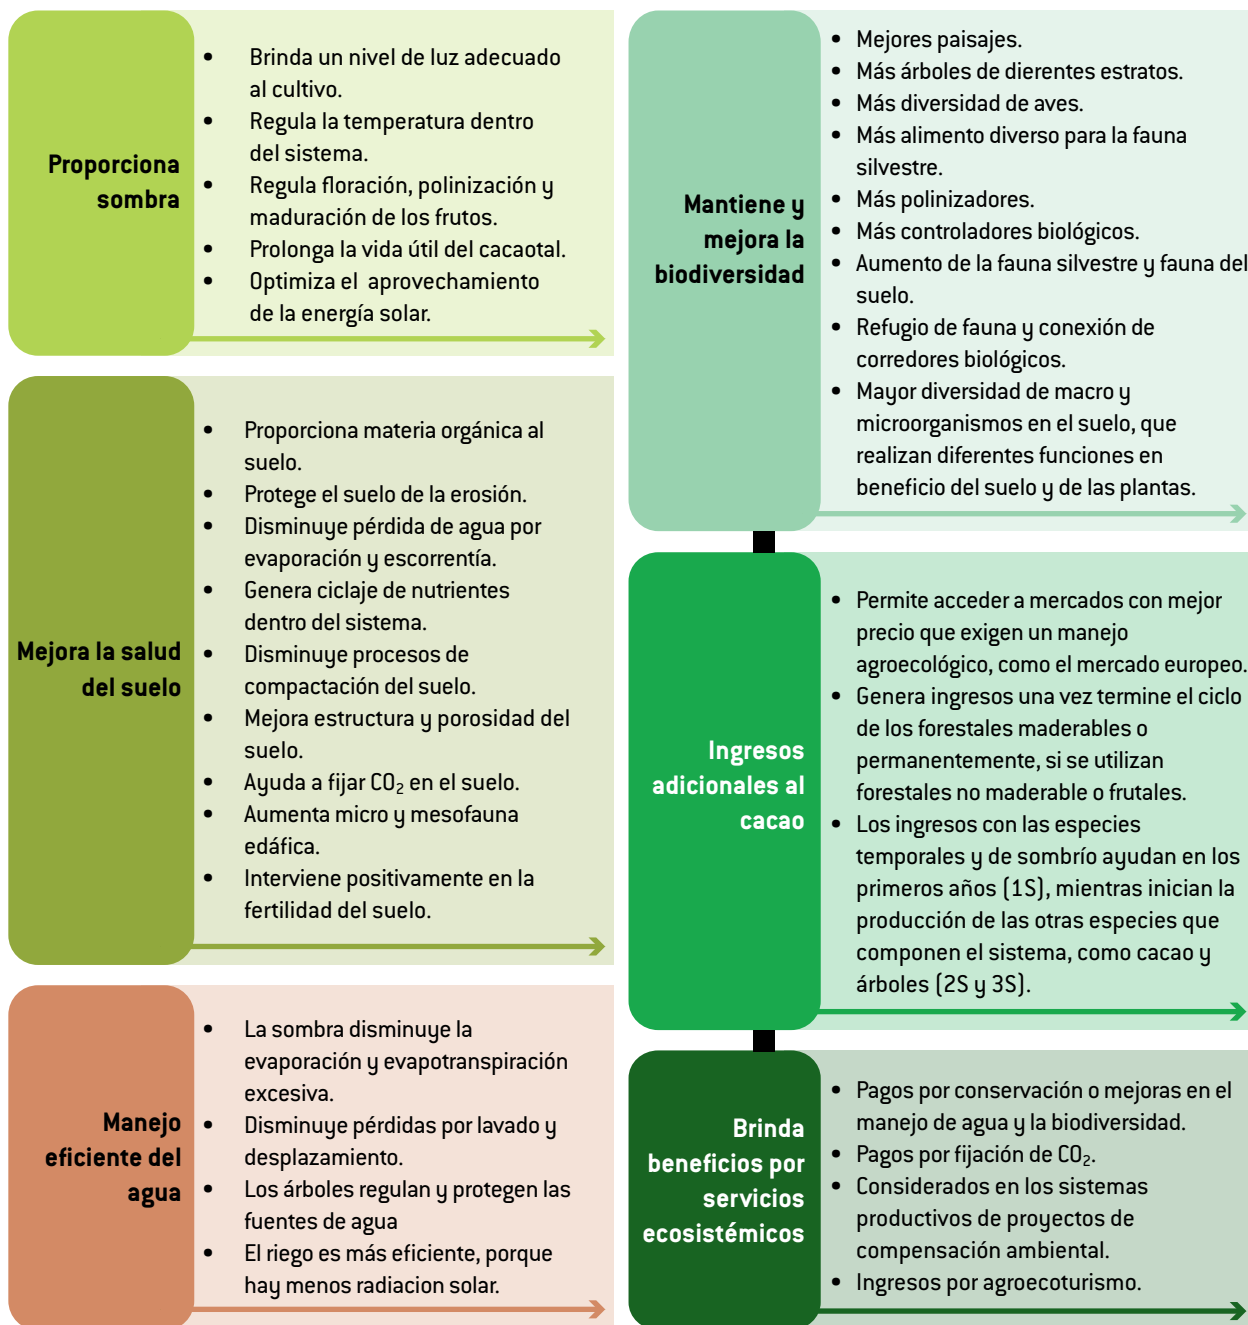 Proporciona
sombra
• Brinda un nivel de luz adecuado
al cultivo.
• Regula la temperatura dentro
del sistema.
• Regula floración, polinización y
maduración de los frutos.
• Prolonga la vida útil del cacaotal.
• Optimiza el aprovechamiento
de la energía solar.
Mejora la salud
del suelo
• Proporciona materia orgánica al
suelo.
• Protege el suelo de la erosión.
• Disminuye pérdida de agua por
evaporación y escorrentía.
• Genera ciclaje de nutrientes
dentro del sistema.
• Disminuye procesos de
compactación del suelo.
• Mejora estructura y porosidad del
suelo.
• Ayuda a fijar CO₂ en el suelo.
• Aumenta micro y mesofauna
edáfica.
• Interviene positivamente en la
fertilidad del suelo.
Manejo
eficiente del
agua
• La sombra disminuye la
evaporación y evapotranspiración
excesiva.
• Disminuye pérdidas por lavado y
desplazamiento.
• Los árboles regulan y protegen las
fuentes de agua
• El riego es más eficiente, porque
hay menos radiacion solar.
Mantiene y
mejora la
biodiversidad
• Mejores paisajes.
• Más árboles de dierentes estratos.
• Más diversidad de aves.
• Más alimento diverso para la fauna
silvestre.
• Más polinizadores.
• Más controladores biológicos.
• Aumento de la fauna silvestre y fauna del
suelo.
• Refugio de fauna y conexión de
corredores biológicos.
• Mayor diversidad de macro y
microorganismos en el suelo, que
realizan diferentes funciones en
beneficio del suelo y de las plantas.
Ingresos
adicionales al
cacao
• Permite acceder a mercados con mejor
precio que exigen un manejo
agroecológico, como el mercado europeo.
• Genera ingresos una vez termine el ciclo
de los forestales maderables o
permanentemente, si se utilizan
forestales no maderable o frutales.
• Los ingresos con las especies
temporales y de sombrío ayudan en los
primeros años (1S), mientras inician la
producción de las otras especies que
componen el sistema, como cacao y
árboles (2S y 3S).
Brinda
beneficios por
servicios
ecosistémicos
• Pagos por conservación o mejoras en el
manejo de agua y la biodiversidad.
• Pagos por fijación de CO₂.
• Considerados en los sistemas
productivos de proyectos de
compensación ambiental.
• Ingresos por agroecoturismo.